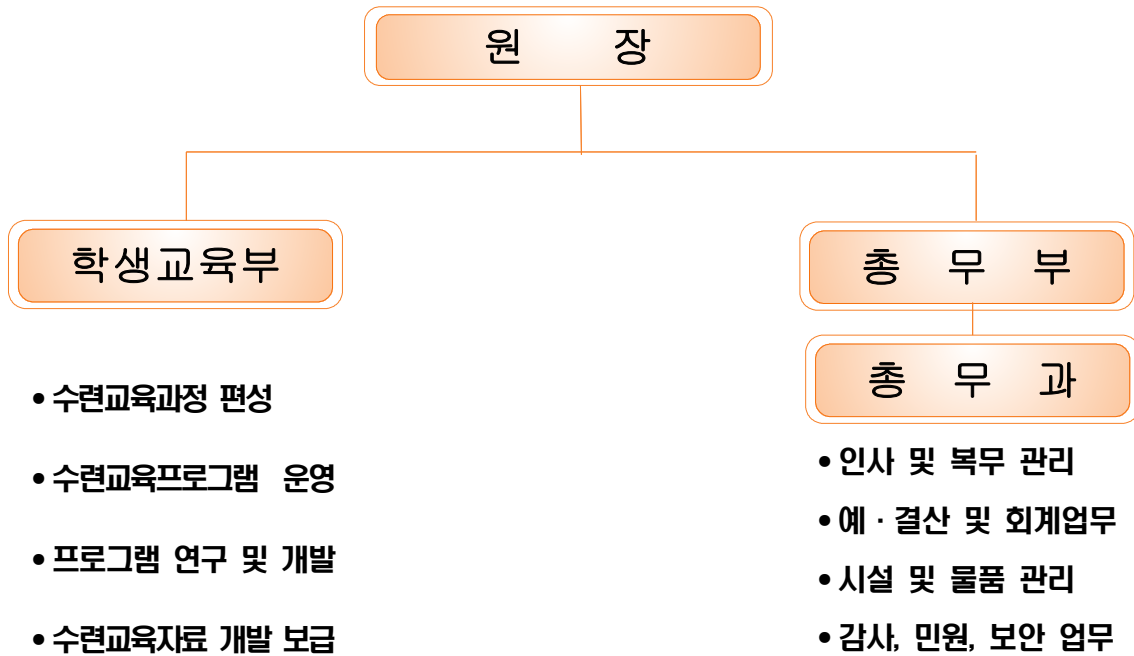 원 장
학생교육부
• 수련교육과정 편성
• 수련교육프로그램 운영
• 프로그램 연구 및 개발
• 수련교육자료 개발 보급
총 무 부
총 무 과
• 인사 및 복무 관리
• 예 · 결산 및 회계업무
• 시설 및 물품 관리
• 감사, 민원, 보안 업무